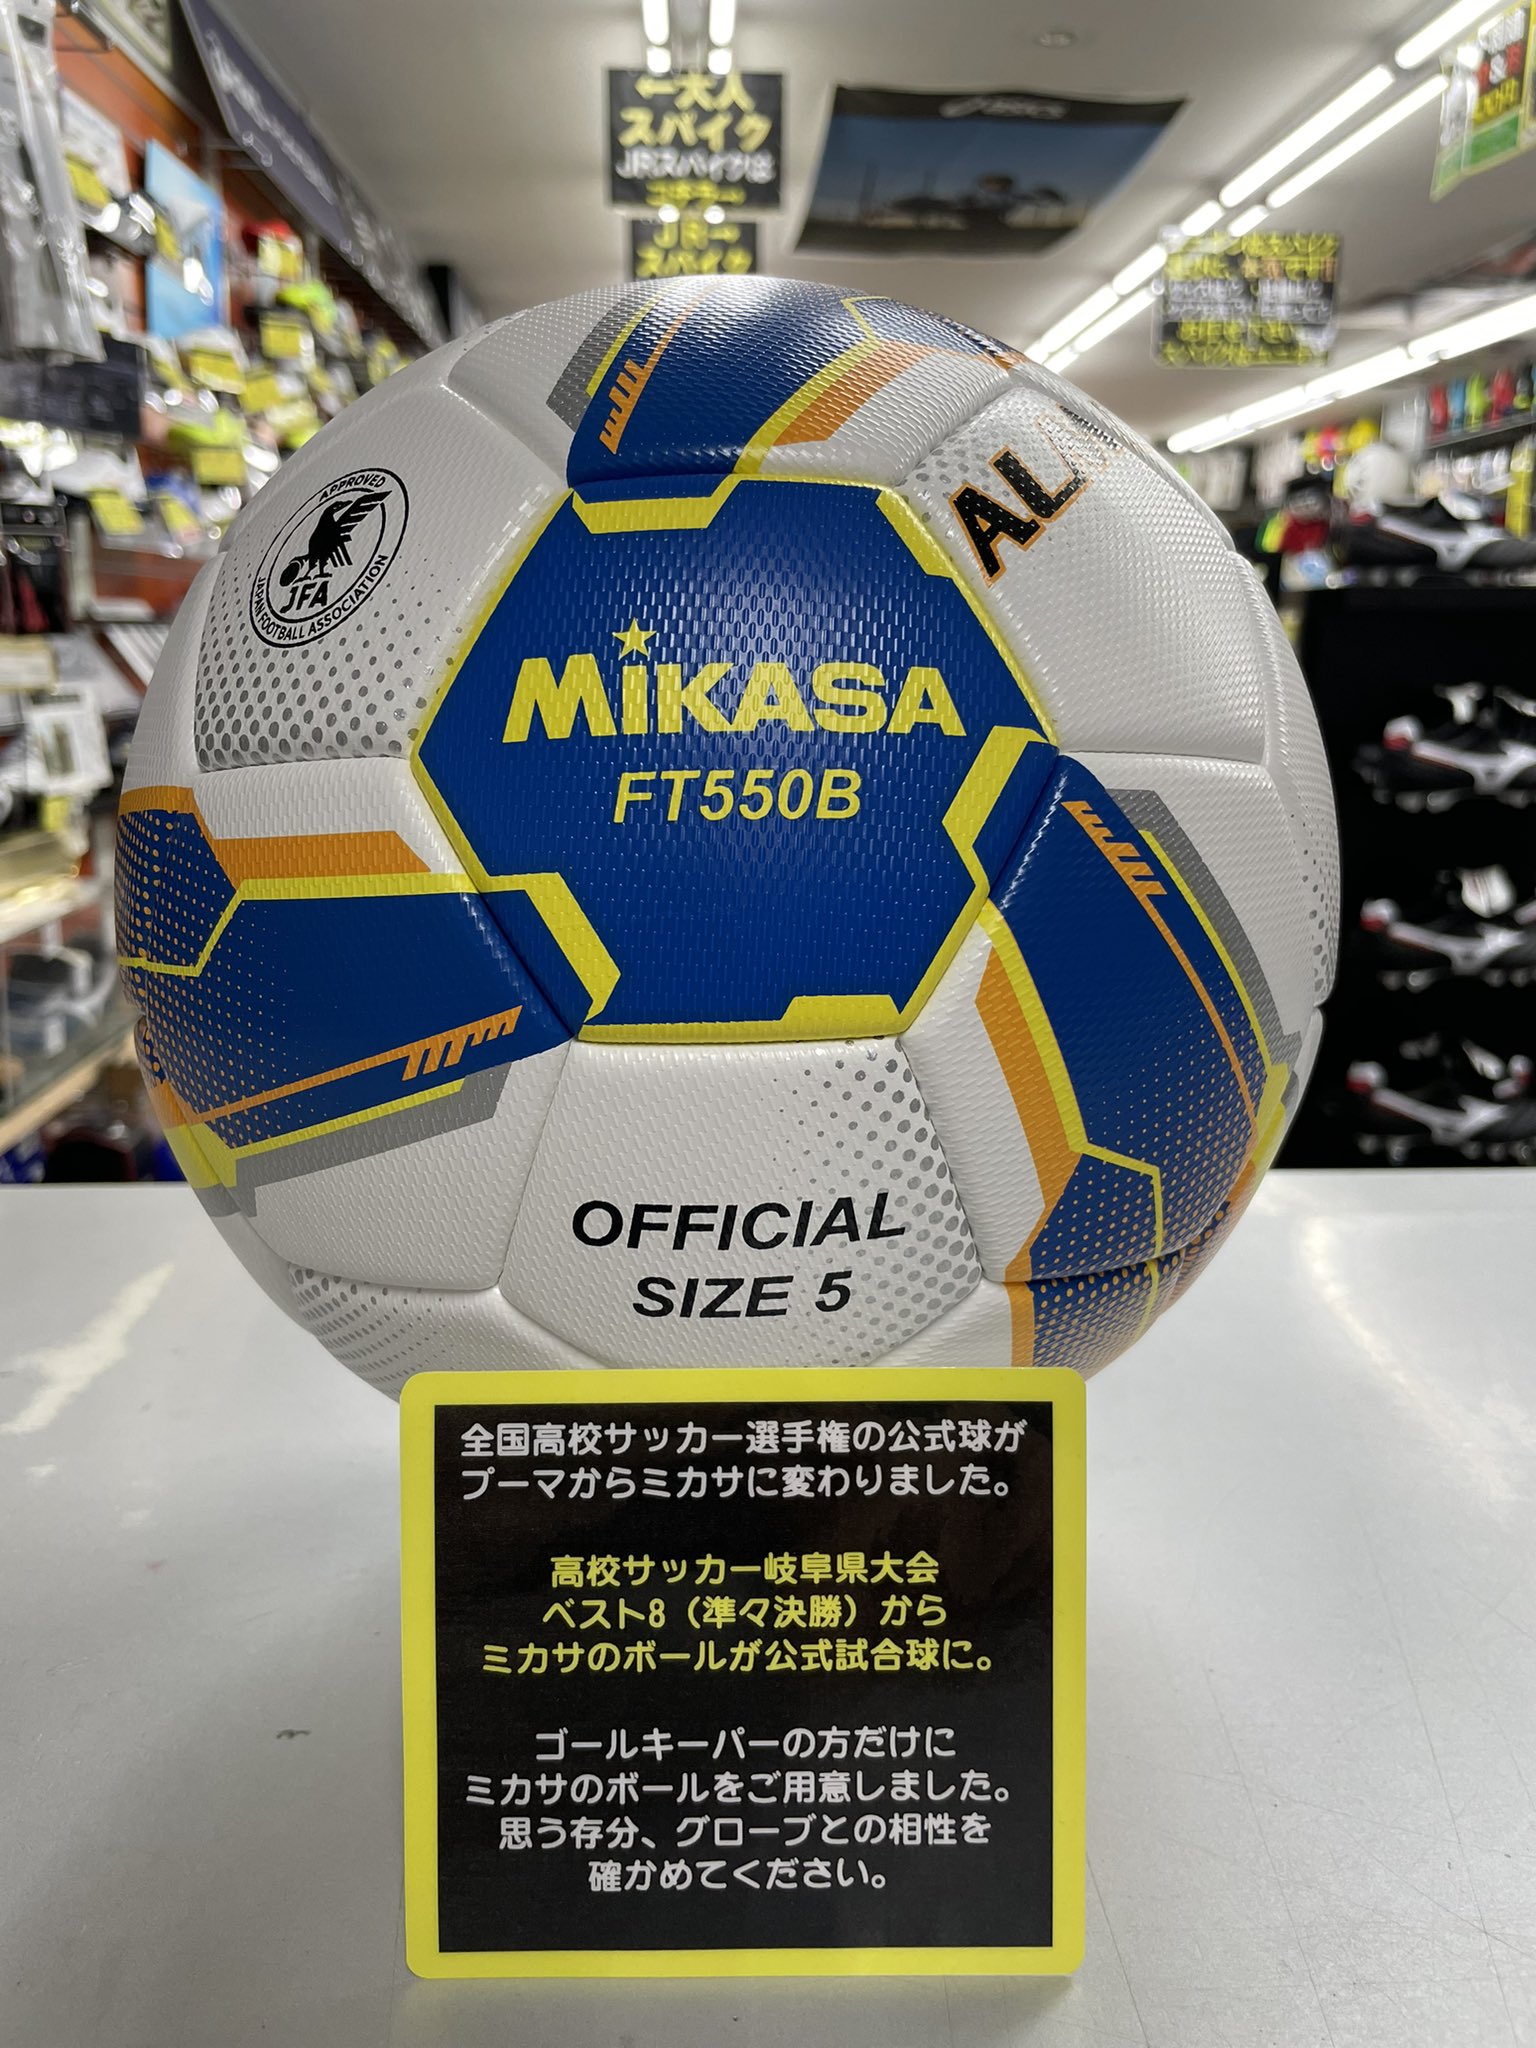 ←大人
スパイク
JRスパイクは
JR→
スパイク
asics
APPROVED
JFA
JAPAN FOOTBALL ASSOCIATION
ALM
MiKASA
FT550B
OFFICIAL
SIZE 5
全国高校サッカー選手権の公式球が
プーマからミカサに変わりました。
高校サッカー岐阜県大会
ベスト8（準々決勝）から
ミカサのボールが公式試合球に。
ゴールキーパーの方だけに
ミカサのボールをご用意しました。
思う存分、グローブとの相性を
確かめてください。